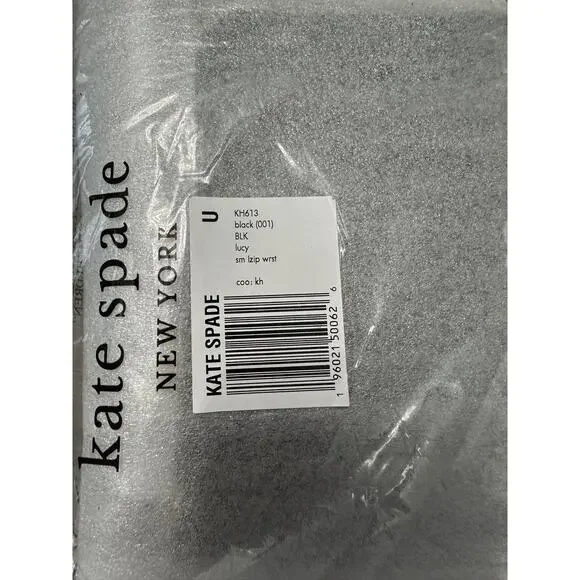 kate spade
NEW YORK
U
KATE SPADE
KH613
black (001)
BLK
lucy
sm lzip wrst
coo: kh
1 96021 50062 6